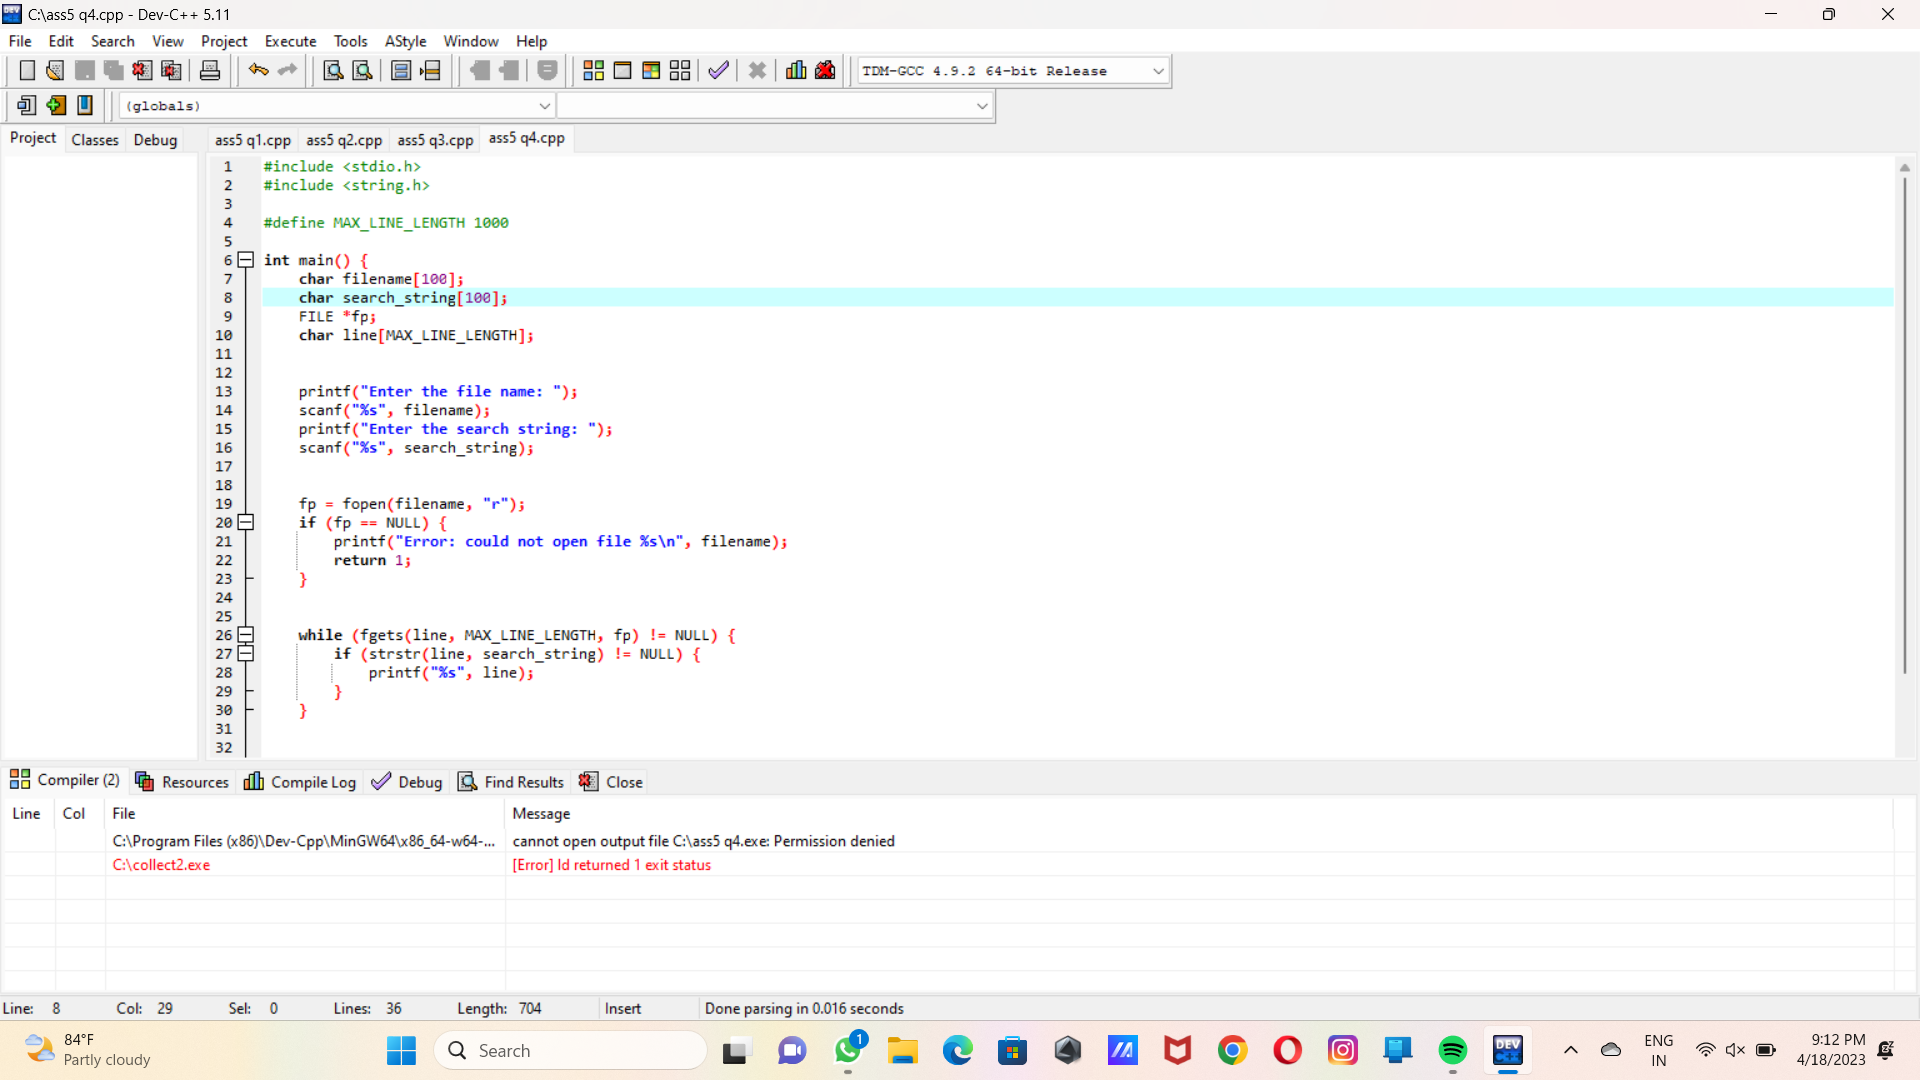 C:\ass5 q4.cpp - Dev-C++ 5.11
File Edit Search View Project Execute Tools AStyle Window Help
TDM-GCC 4.9.2 64-bit Release
(globals)
Project Classes Debug ass5 q1.cpp ass5 q2.cpp ass5 q3.cpp ass5 q4.cpp
1 #include <stdio.h>
2 #include <string.h>
3
4 #define MAX_LINE_LENGTH 1000
5
6 int main() {
7 char filename[100];
8 char search_string[100];
9 FILE *fp;
10 char line[MAX_LINE_LENGTH];
11
12
13 printf("Enter the file name: ");
14 scanf("%s", filename);
15 printf("Enter the search string: ");
16 scanf("%s", search_string);
17
18
19 fp = fopen(filename, "r");
20 if (fp == NULL) {
21 printf("Error: could not open file %s\n", filename);
22 return 1;
23 }
24
25
26 while (fgets(line, MAX_LINE_LENGTH, fp) != NULL) {
27 if (strstr(line, search_string) != NULL) {
28 printf("%s", line);
29 }
30 }
31
32
Compiler (2) Resources Compile Log Debug Find Results Close
Line Col File Message
C:\Program Files (x86)\Dev-Cpp\MinGW64\x86_64-w64-... cannot open output file C:\ass5 q4.exe: Permission denied
C:\collect2.exe [Error] ld returned 1 exit status
Line: 8 Col: 29 Sel: 0 Lines: 36 Length: 704 Insert Done parsing in 0.016 seconds
84°F
Partly cloudy
Search
1
DEV
ENG
IN
9:12 PM
4/18/2023